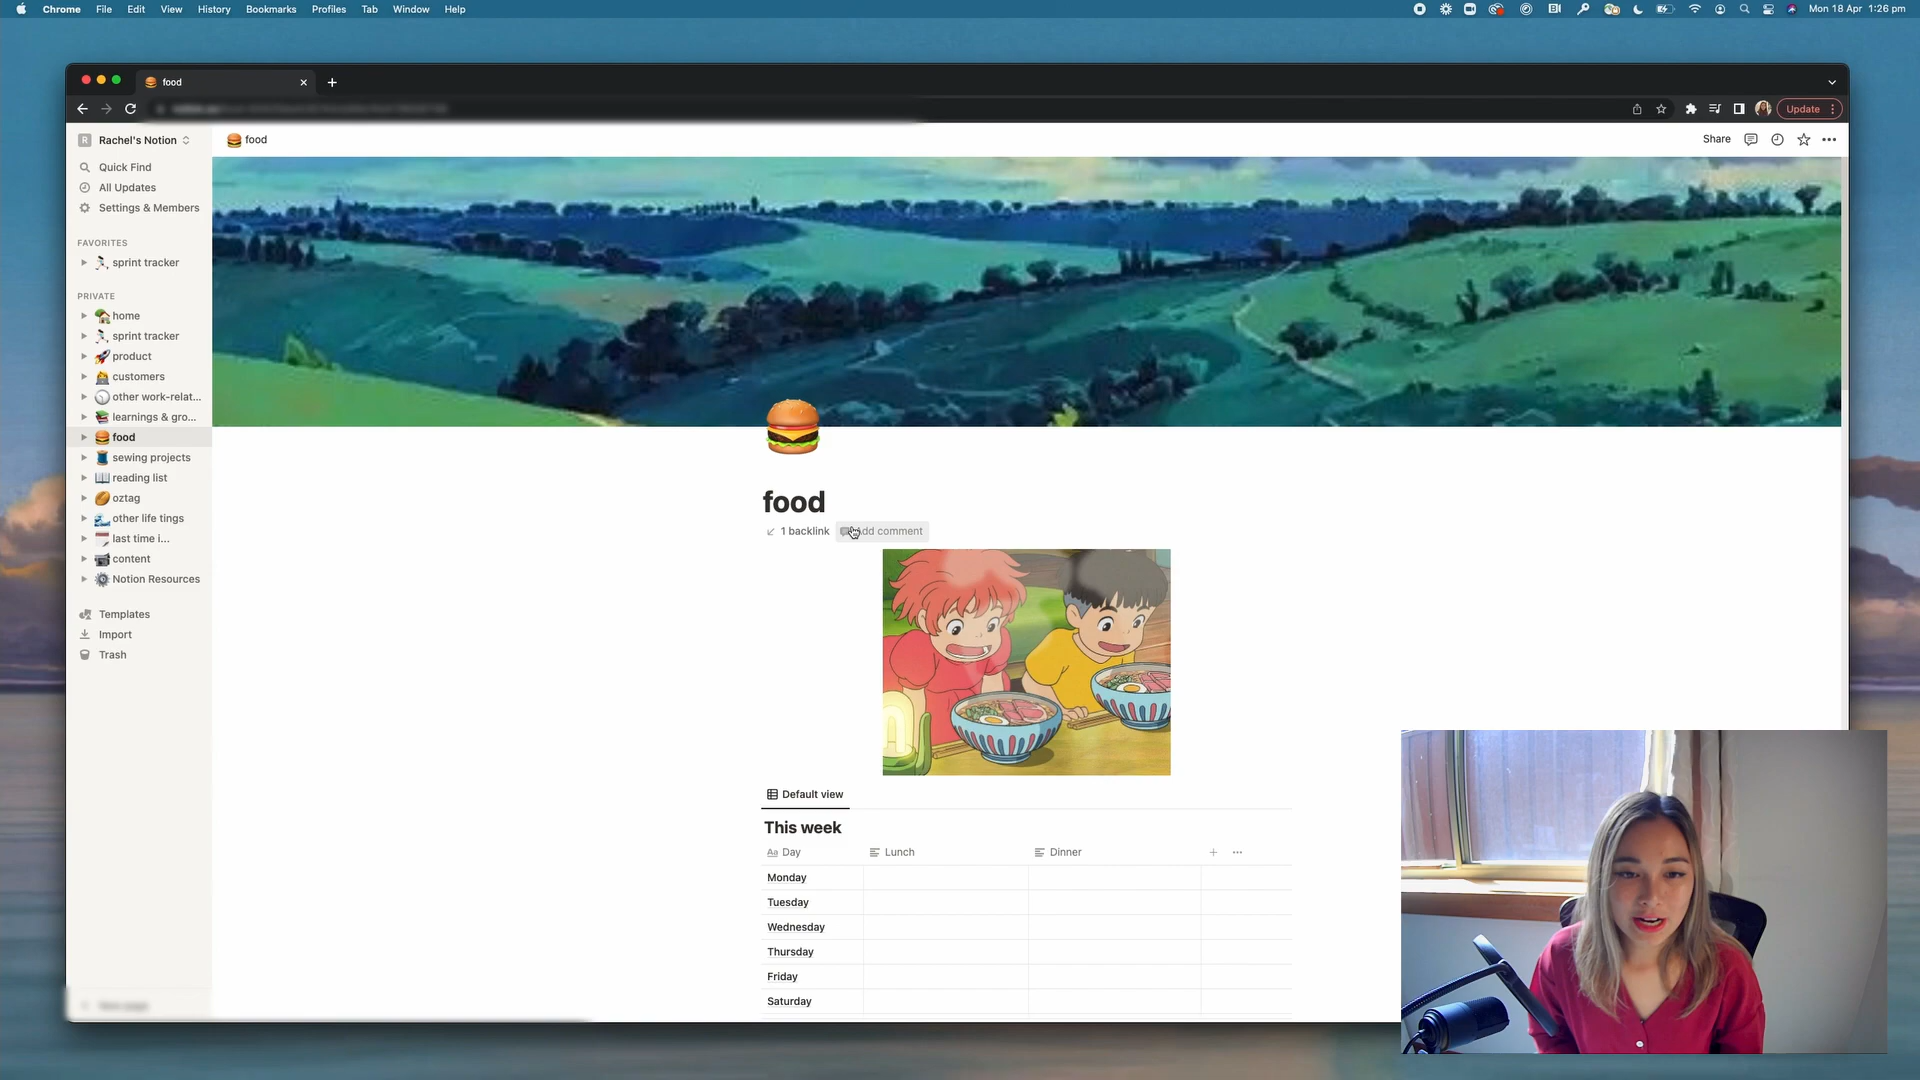 Chrome File Edit View History Bookmarks Profiles Tab Window Help
Mon 18 Apr 1:26 pm
food
Update
R Rachel's Notion
food
Share
Quick Find
All Updates
Settings & Members
FAVORITES
sprint tracker
PRIVATE
home
sprint tracker
product
customers
other work-relat...
learnings & gro...
food
sewing projects
reading list
oztag
other life tings
last time i...
content
Notion Resources
Templates
Import
Trash
food
1 backlink
dd comment
Default view
This week
Aa Day Lunch Dinner
Monday
Tuesday
Wednesday
Thursday
Friday
Saturday